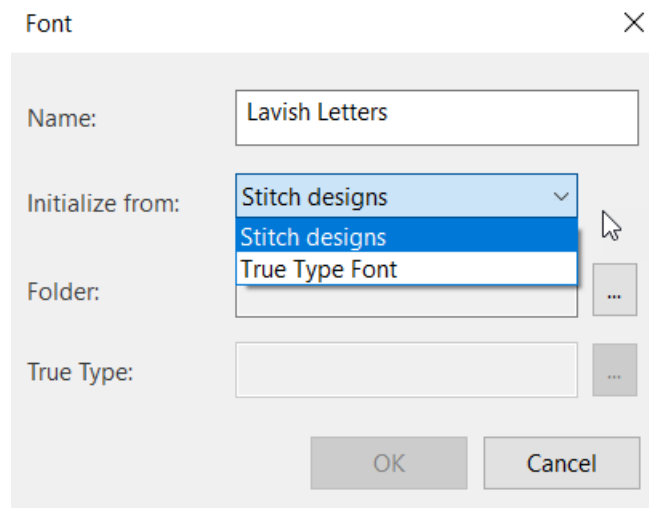 Font
Name:
Lavish Letters
Initialize from:
Stitch designs
Stitch designs
True Type Font
Folder:
...
True Type:
...
OK
Cancel